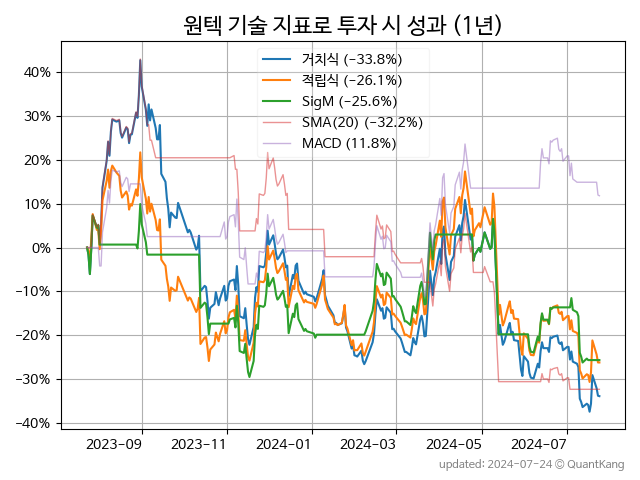 원텍 기술 지표로 투자 시 성과 (1년)
거치식 (−33.8%)
적립식 (−26.1%)
SigM (−25.6%)
SMA(20) (−32.2%)
MACD (11.8%)
40%
30%
20%
10%
0%
−10%
−20%
−30%
−40%
2023−09 2023−11 2024−01 2024−03 2024−05 2024−07
updated: 2024-07-24 © QuantKang